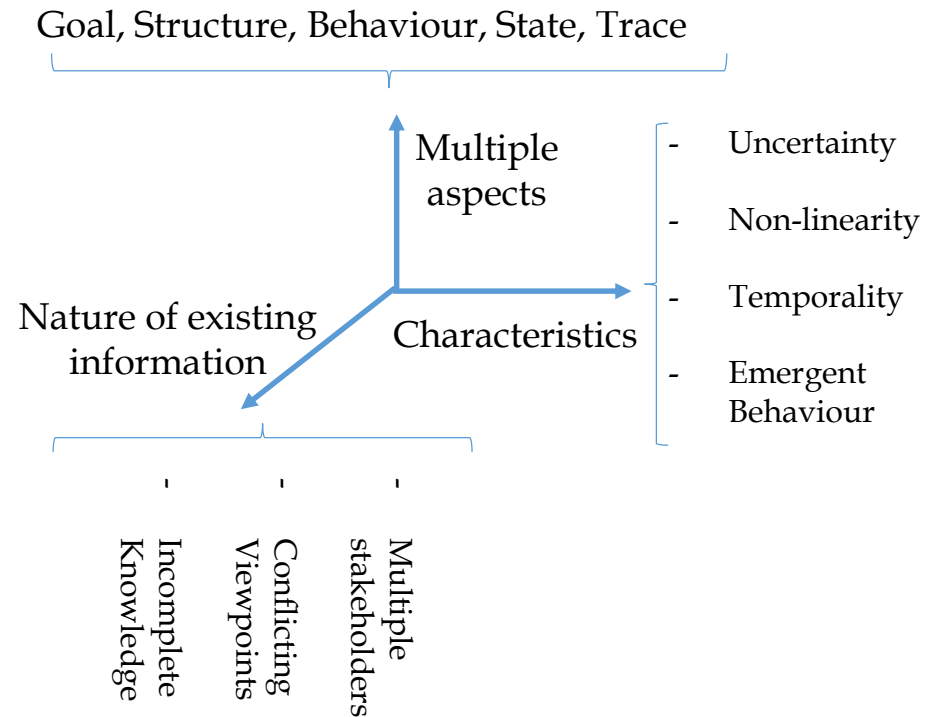 Goal, Structure, Behaviour, State, Trace
Multiple
aspects
- Uncertainty
- Non-linearity
- Temporality
- Emergent
Behaviour
Characteristics
Nature of existing
information
- Multiple
stakeholders
- Conflicting
Viewpoints
- Incomplete
Knowledge